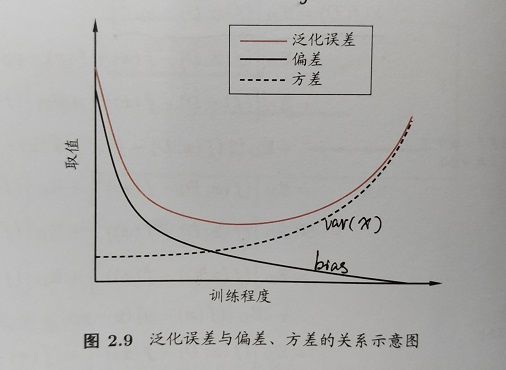 泛化误差
偏差
方差
取值
var(x)
bias
训练程度
图 2.9 泛化误差与偏差、方差的关系示意图